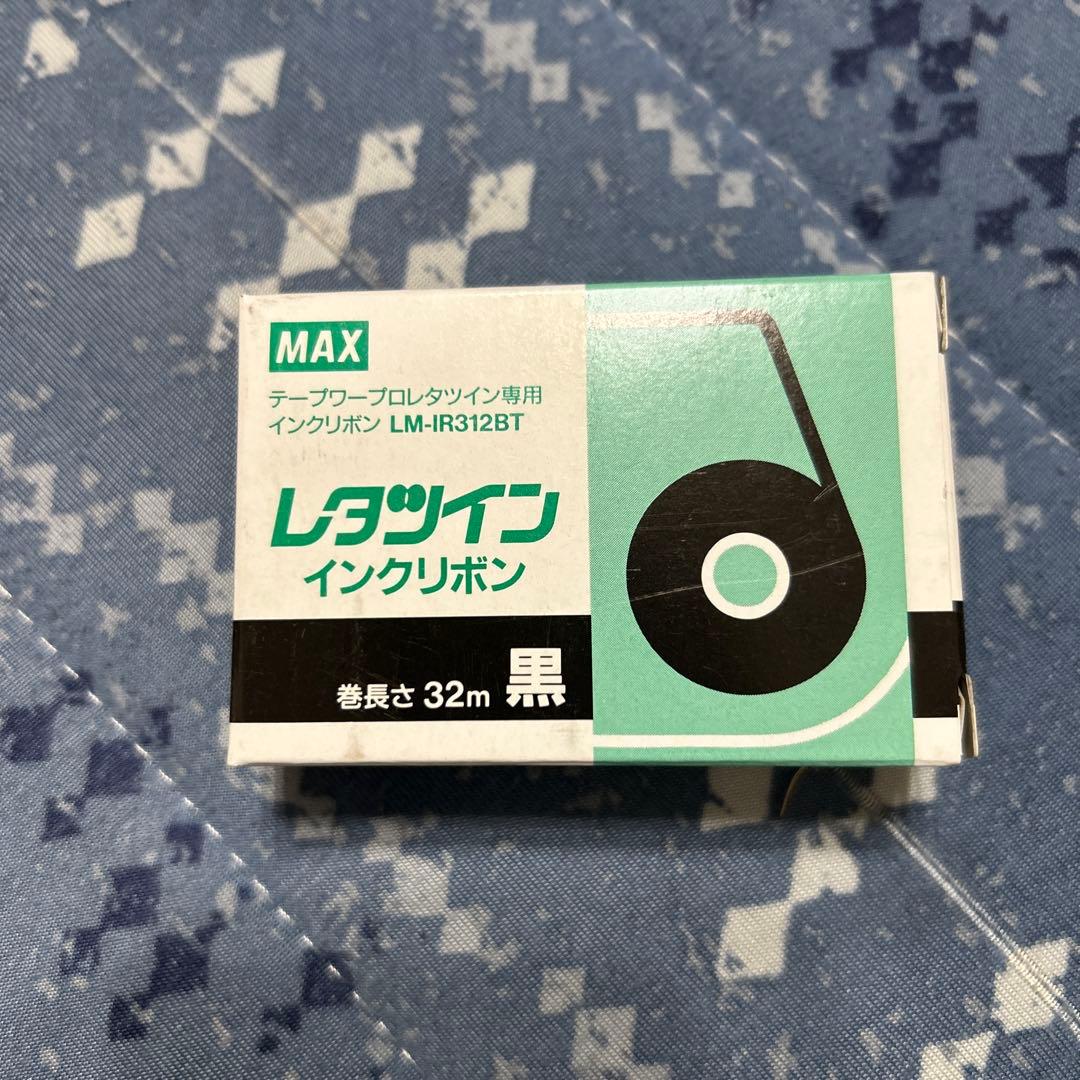 MAX
テープワープロレタツイン専用
インクリボン LM-IR312BT
レタツイン
インクリボン
巻長さ 32m 黒